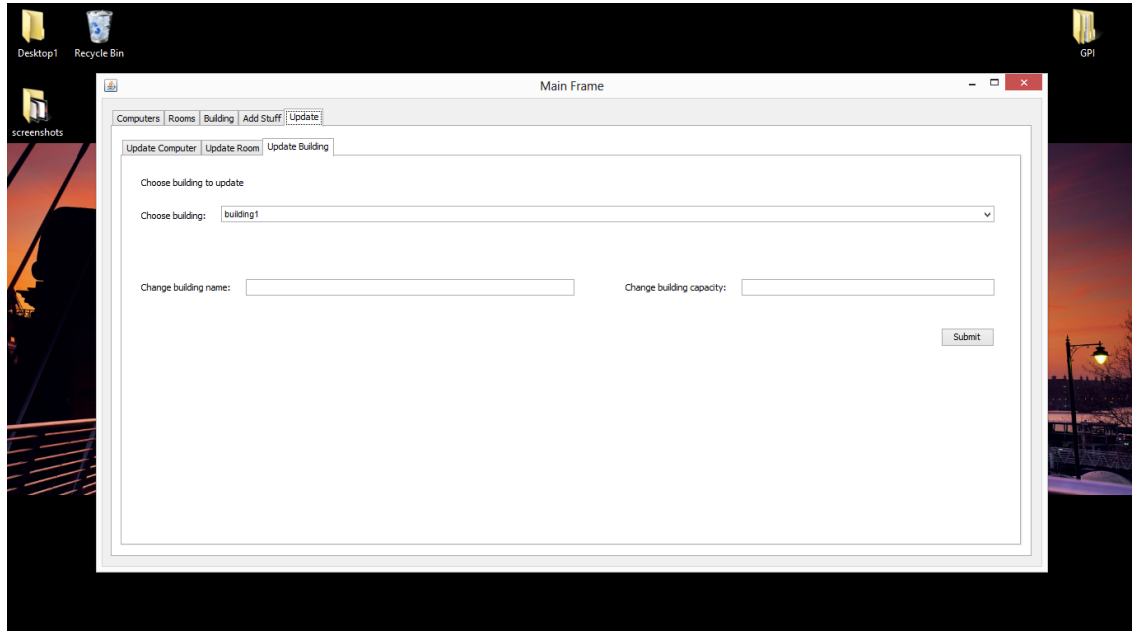 Desktop1 Recycle Bin GPI
screenshots
Main Frame
Computers Rooms Building Add Stuff Update
Update Computer Update Room Update Building
Choose building to update
Choose building: building1
Change building name: Change building capacity:
Submit